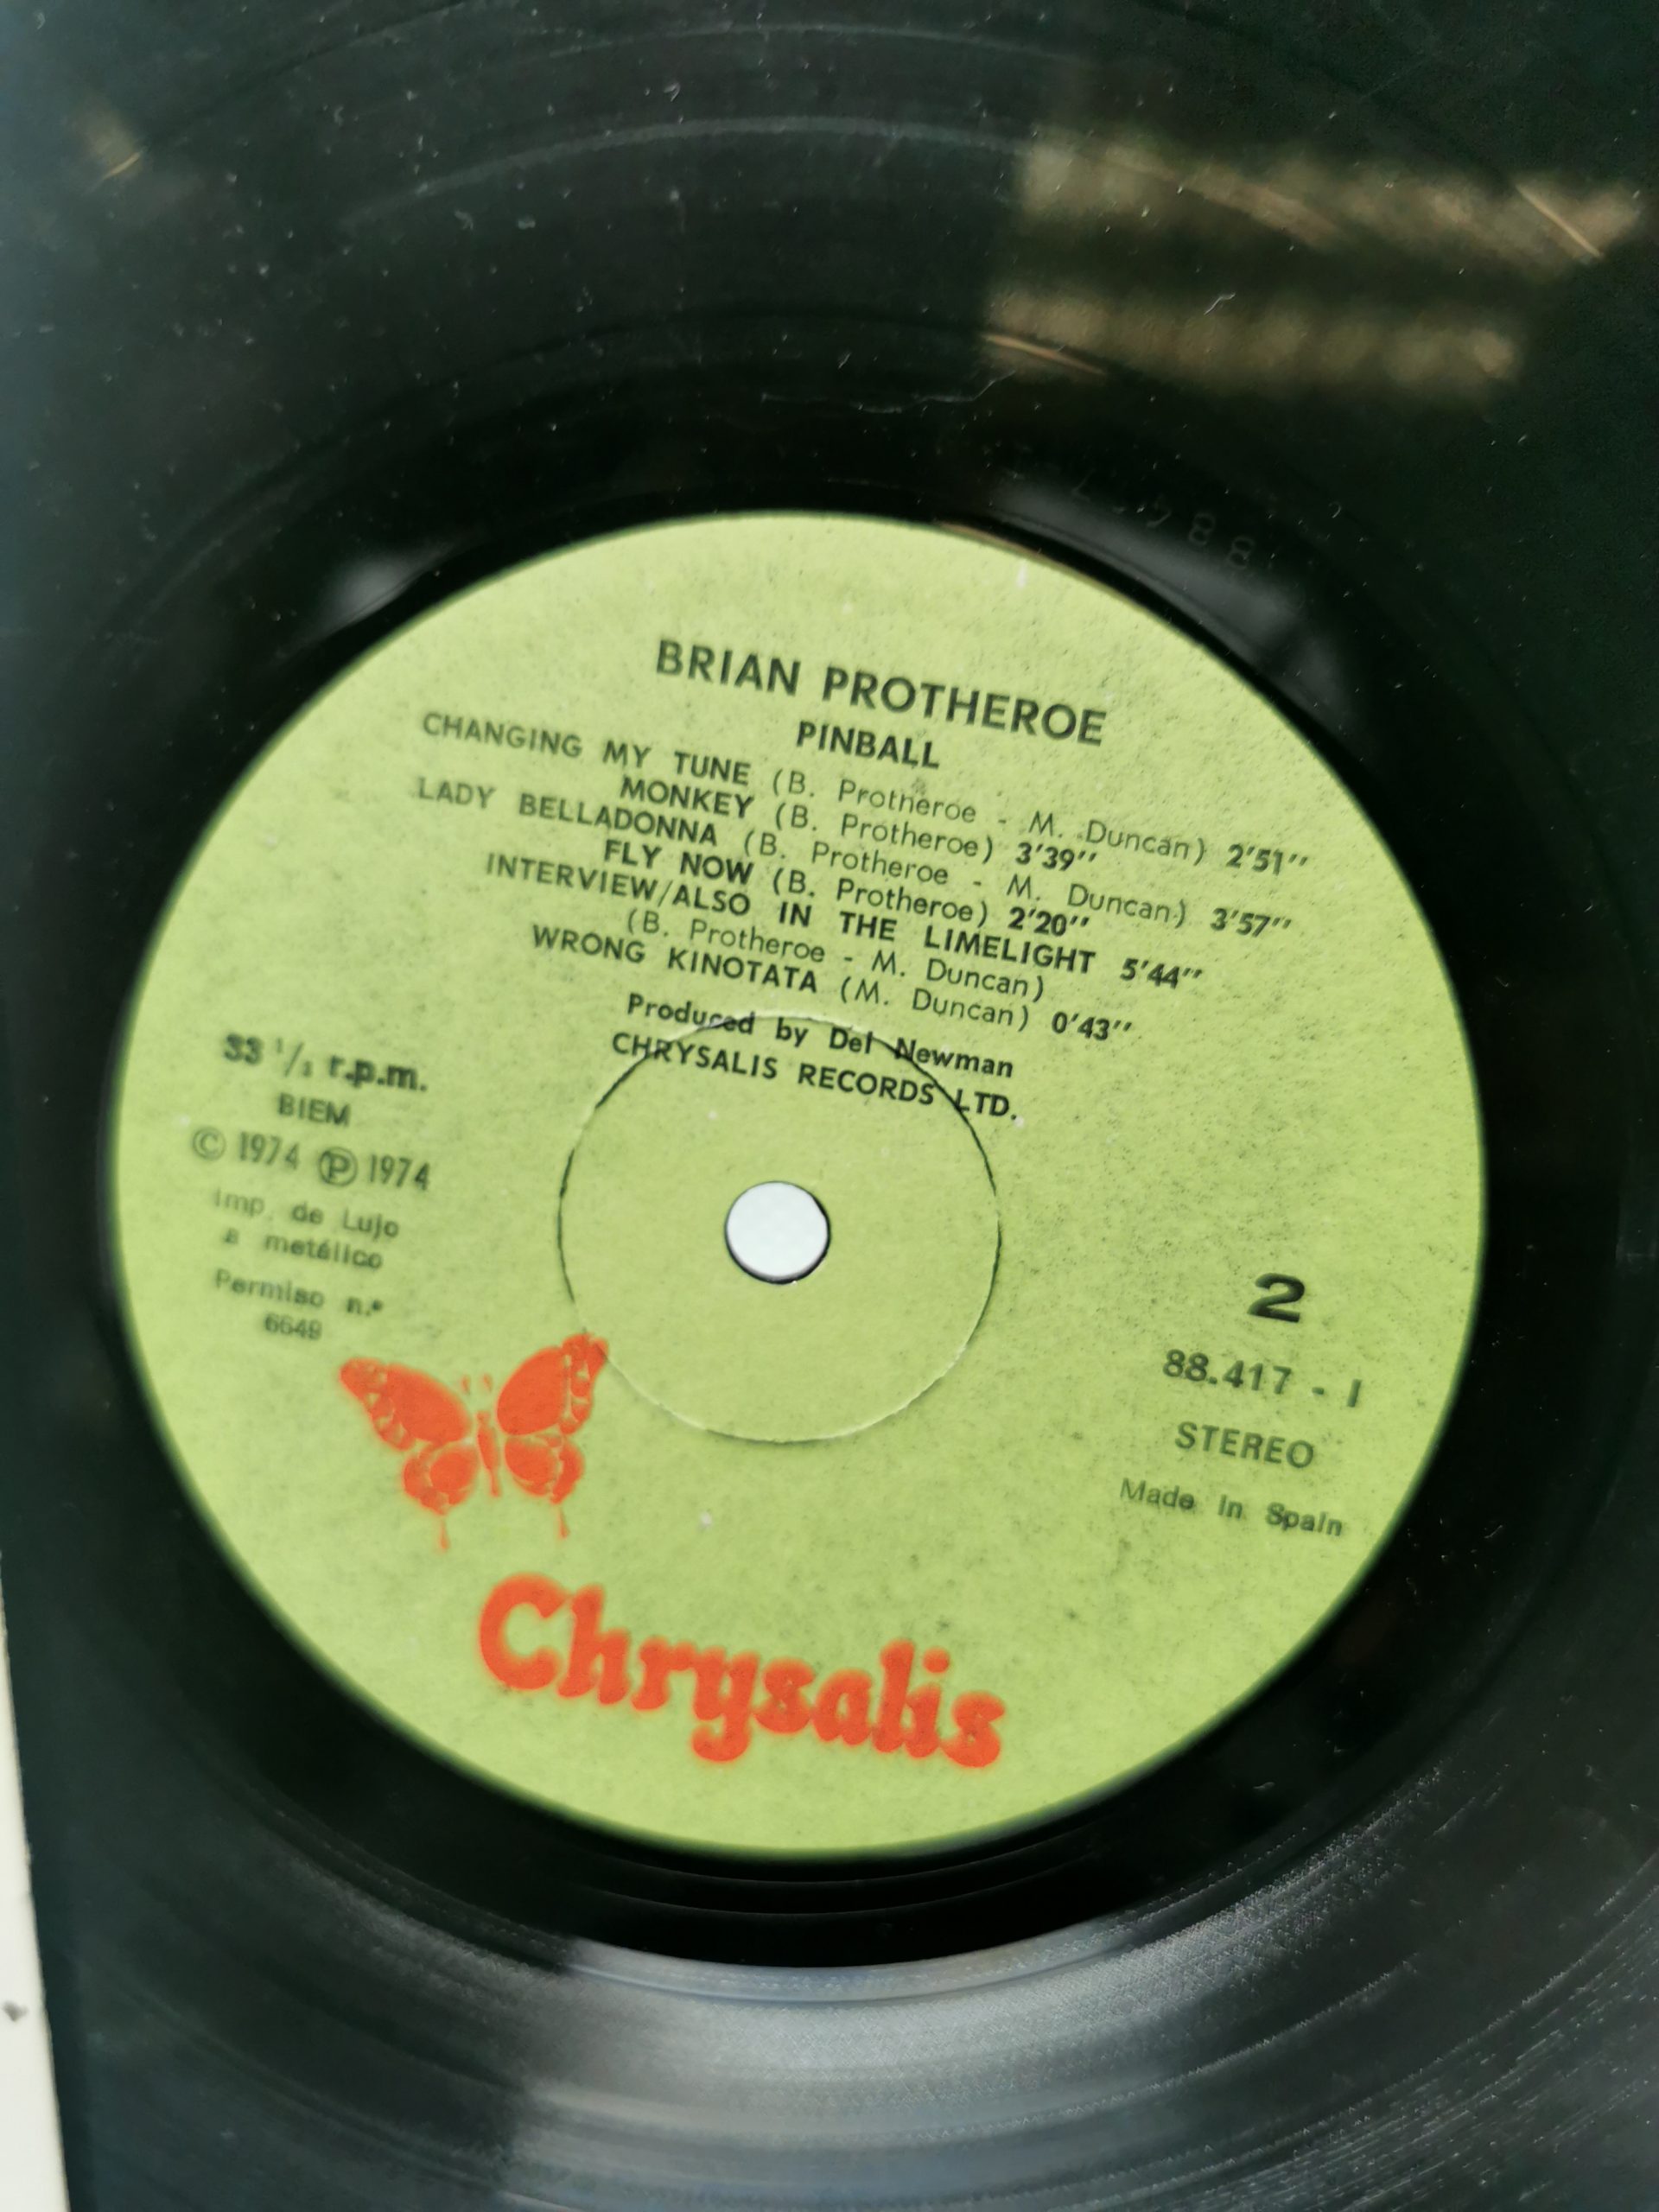 BRIAN PROTHEROE
PINBALL
CHANGING MY TUNE (B. Protheroe - M. Duncan) 2'51''
MONKEY (B. Protheroe) 3'39''
LADY BELLADONNA (B. Protheroe - M. Duncan) 3'57''
FLY NOW (B. Protheroe) 2'20''
INTERVIEW/ALSO IN THE LIMELIGHT 5'44''
(B. Protheroe - M. Duncan)
WRONG KINOTATA (M. Duncan) 0'43''
Produced by Del Newman
CHRYSALIS RECORDS LTD.
33 1/3 r.p.m.
BIEM
© 1974 ℗ 1974
Imp. de Lujo
a metálico
Permiso n.º
6649
2
88.417 - I
STEREO
Made in Spain
Chrysalis